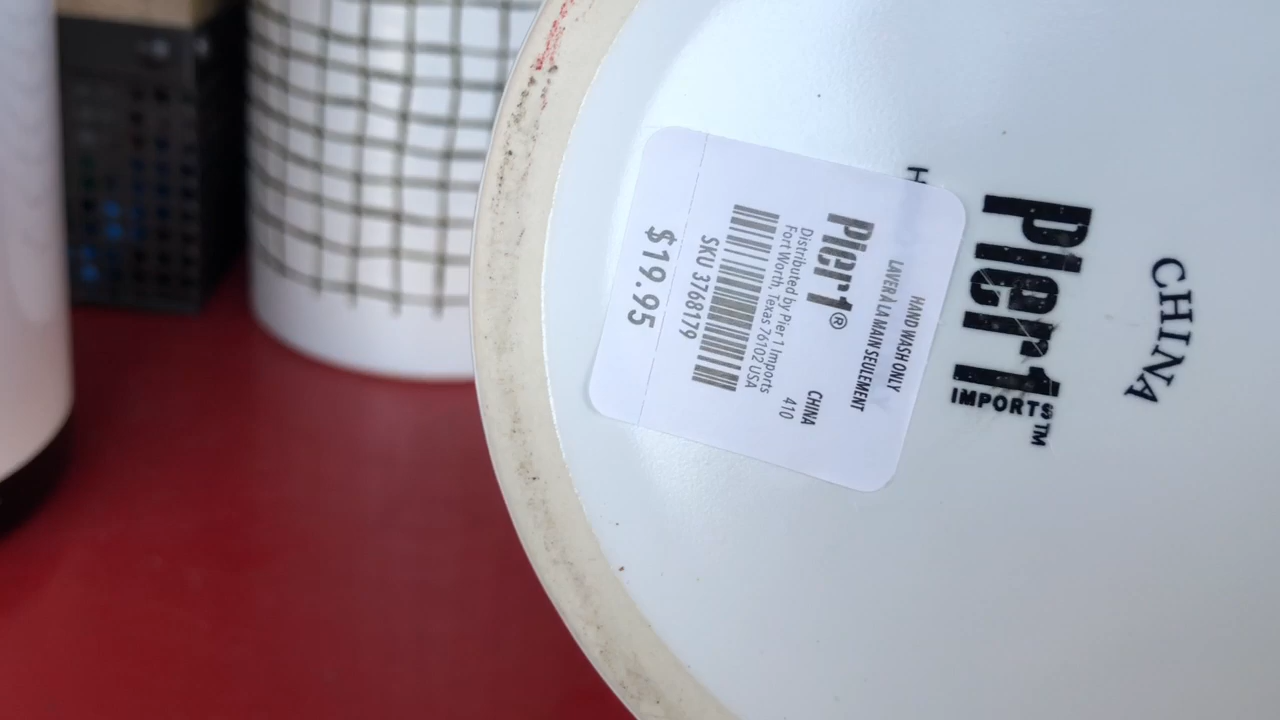 HAND WASH ONLY
LAVER À LA MAIN SEULEMENT
Pier1®
CHINA
Distributed by Pier 1 Imports
410
Fort Worth, Texas 76102 USA
SKU 3768179
$19.95
CHINA
Pier1
IMPORTS™
H